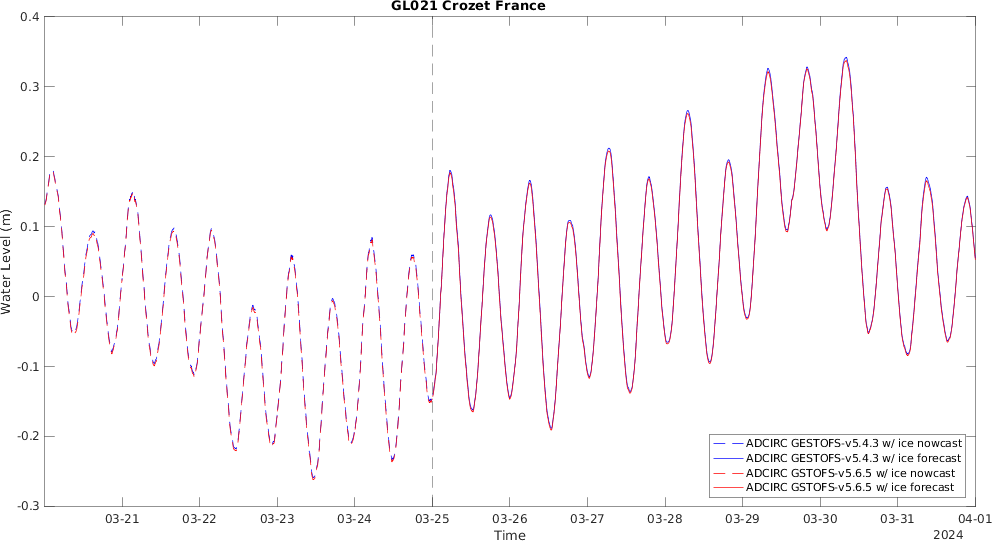 GL021 Crozet France
0.4
0.3
0.2
0.1
0
-0.1
-0.2
-0.3
Water Level (m)
ADCIRC GESTOFS-v5.4.3 w/ ice nowcast
ADCIRC GESTOFS-v5.4.3 w/ ice forecast
ADCIRC GSTOFS-v5.6.5 w/ ice nowcast
ADCIRC GSTOFS-v5.6.5 w/ ice forecast
03-21 03-22 03-23 03-24 03-25 03-26 03-27 03-28 03-29 03-30 03-31 04-01
Time
2024